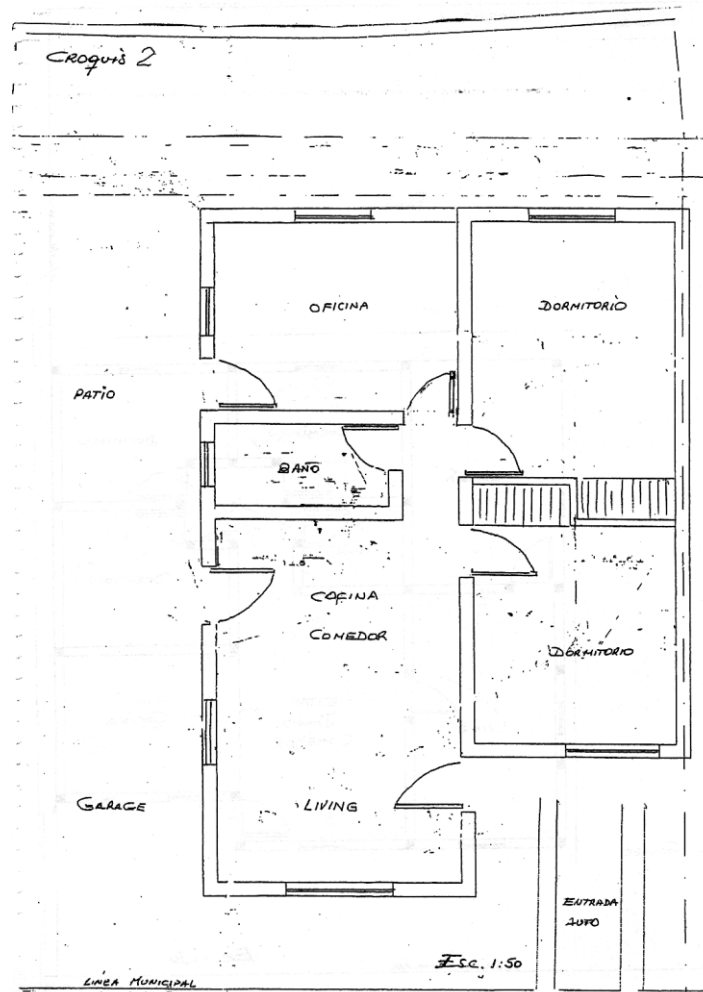 CROQUIS 2
OFICINA
DORMITORIO
PATIO
BAÑO
COCINA
COMEDOR
DORMITORIO
GARAGE
LIVING
ENTRADA
AUTO
ESC. 1:50
LINEA MUNICIPAL